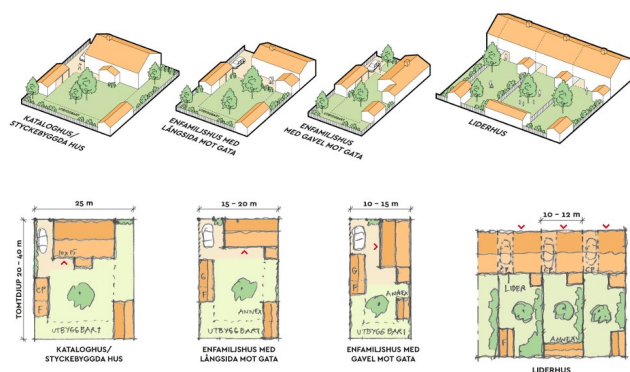 KATALOGHUS/
STYCKEBYGGDA HUS
ENFAMILJSHUS MED
LÅNGSIDA MOT GATA
ENFAMILJSHUS
MED GAVEL MOT GATA
LIDERHUS
25 m
15 - 20 m
10 - 15 m
10 - 12 m
TOMTDJUP 20 - 40 m
10x15
CP
F
UTBYGGBART
G
F
ANNEX
UTBYGGBART
G
F
ANNEX
UTBYGGBART
LIDER
F
ANNEX
KATALOGHUS/
STYCKEBYGGDA HUS
ENFAMILJSHUS MED
LÅNGSIDA MOT GATA
ENFAMILJSHUS MED
GAVEL MOT GATA
LIDERHUS